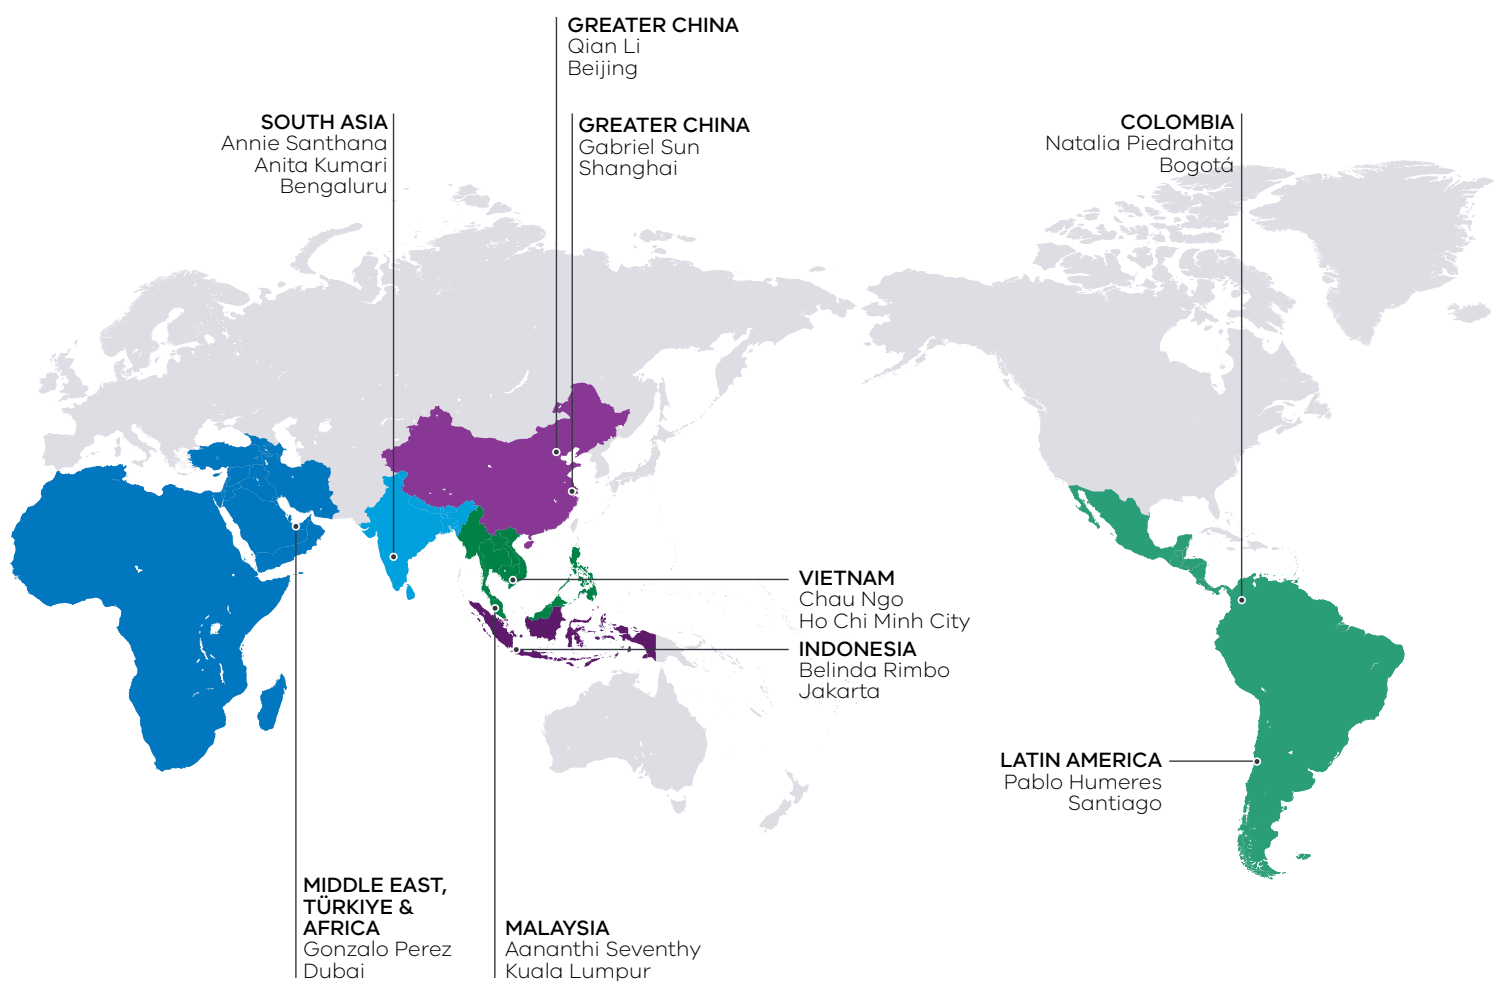 GREATER CHINA
Qian Li
Beijing
SOUTH ASIA
Annie Santhana
Anita Kumari
Bengaluru
GREATER CHINA
Gabriel Sun
Shanghai
COLOMBIA
Natalia Piedrahita
Bogotá
VIETNAM
Chau Ngo
Ho Chi Minh City
INDONESIA
Belinda Rimbo
Jakarta
LATIN AMERICA
Pablo Humeres
Santiago
MIDDLE EAST,
TÜRKIYE &
AFRICA
Gonzalo Perez
Dubai
MALAYSIA
Aananthi Seventhy
Kuala Lumpur